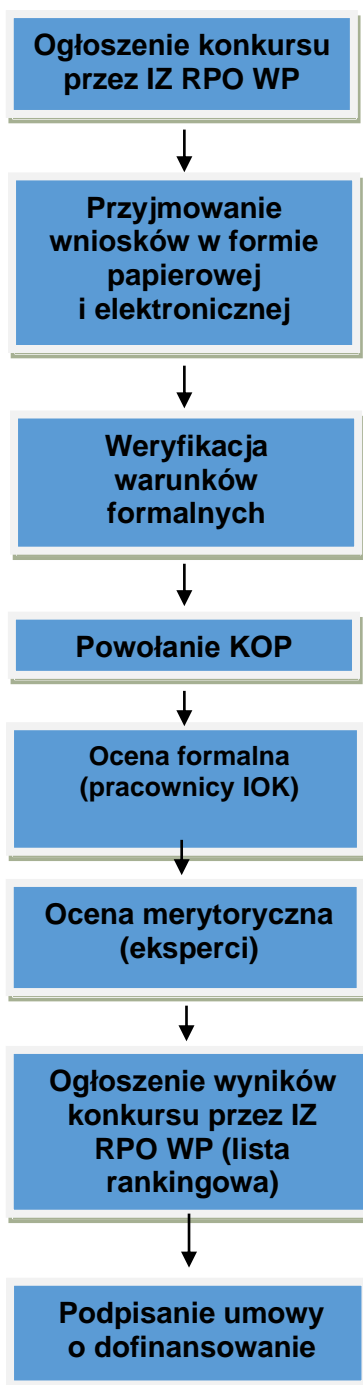 Ogłoszenie konkursu
przez IZ RPO WP
Przyjmowanie
wniosków w formie
papierowej
i elektronicznej
Weryfikacja
warunków
formalnych
Powołanie KOP
Ocena formalna
(pracownicy IOK)
Ocena merytoryczna
(eksperci)
Ogłoszenie wyników
konkursu przez IZ
RPO WP (lista
rankingowa)
Podpisanie umowy
o dofinansowanie